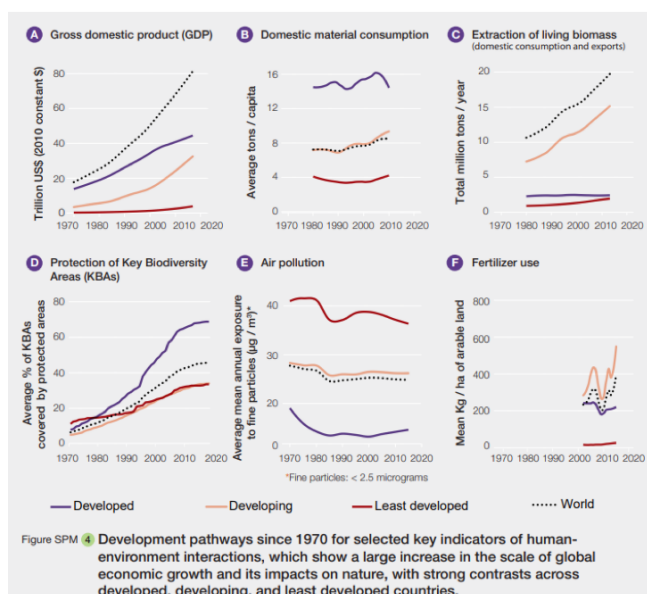 A Gross domestic product (GDP)
Trillion US$ (2010 constant $)
80
60
40
20
0
1970 1980 1990 2000 2010 2020
B Domestic material consumption
Average tons / capita
16
12
8
4
0
1970 1980 1990 2000 2010 2020
C Extraction of living biomass
(domestic consumption and exports)
Total million tons / year
20
15
10
5
0
1970 1980 1990 2000 2010 2020
D Protection of Key Biodiversity
Areas (KBAs)
Average % of KBAs
covered by protected areas
80
60
40
20
0
1970 1980 1990 2000 2010 2020
E Air pollution
Average mean annual exposure
to fine particles (µg / m³)*
40
30
20
0
1970 1980 1990 2000 2010 2020
*Fine particles: < 2.5 micrograms
F Fertilizer use
Mean Kg / ha of arable land
800
600
400
200
0
1970 1980 1990 2000 2010 2020
Developed
Developing
Least developed
World
Figure SPM 4 Development pathways since 1970 for selected key indicators of human-
environment interactions, which show a large increase in the scale of global
economic growth and its impacts on nature, with strong contrasts across
developed, developing, and least developed countries.